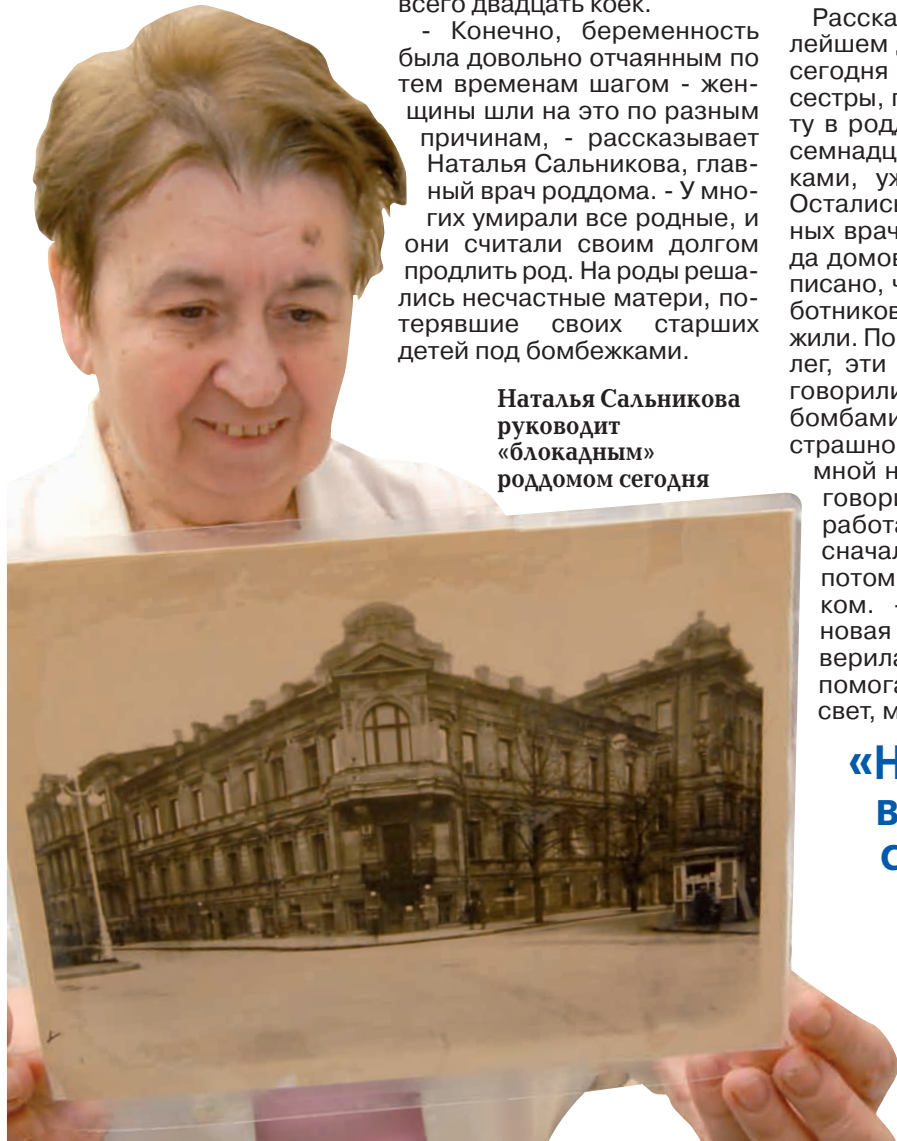 всего двадцать коек.
- Конечно, беременность
была довольно отчаянным по
тем временам шагом - жен-
щины шли на это по разным
причинам, - рассказывает
Наталья Сальникова, глав-
ный врач роддома. - У мно-
гих умирали все родные, и
они считали своим долгом
продлить род. На роды реша-
лись несчастные матери, по-
терявшие своих старших
детей под бомбежками.
Наталья Сальникова
руководит
«блокадным»
роддомом сегодня
Расска
лейшем
сегодня
сестры, п
ту в род
семнадц
ками, уж
Осталис
ных врач
да домов
писано, ч
ботников
жили. По
лег, эти
говорили
бомбами
страшно
мной н
говор
работа
сначал
потом
ком. -
новая
верила
помога
свет, м
«Н
в
с